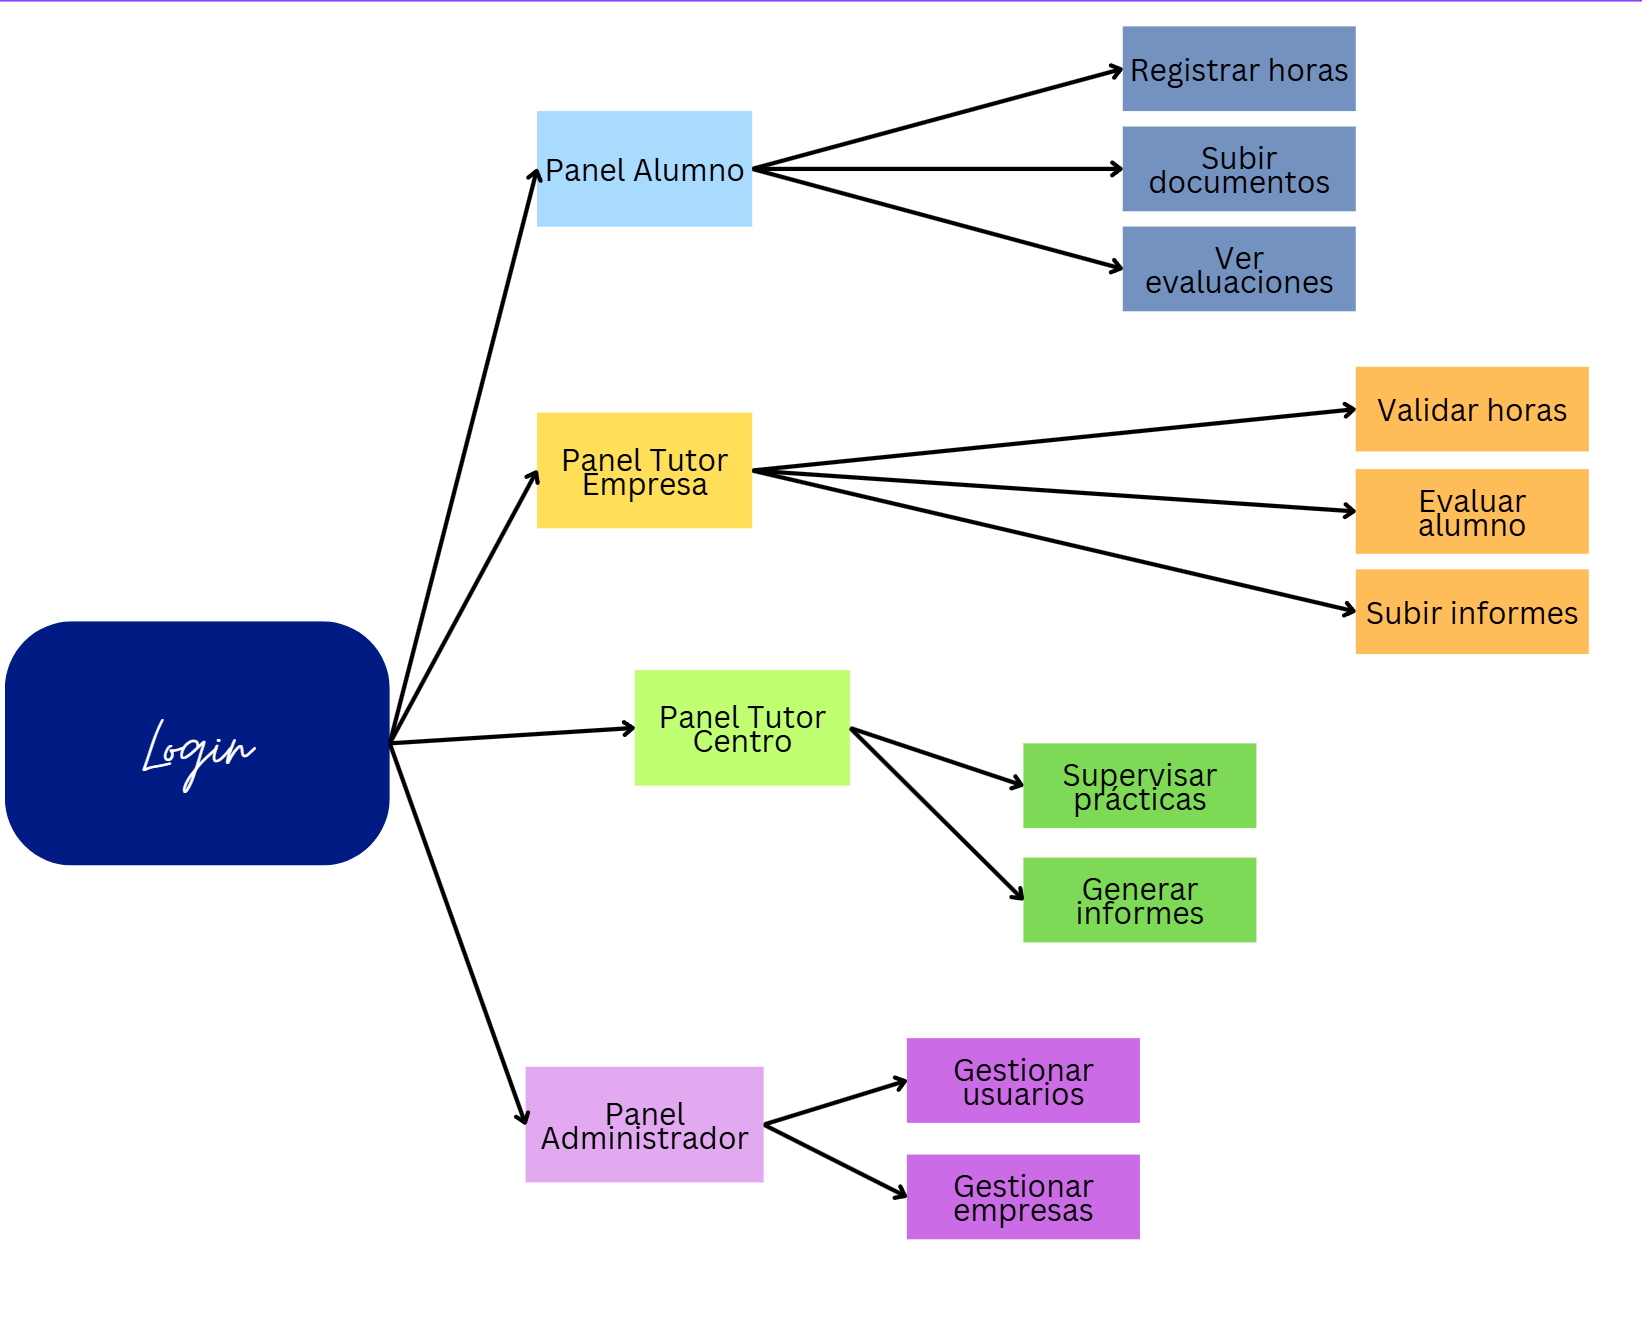 Registrar horas
Panel Alumno
Subir
documentos
Ver
evaluaciones
Validar horas
Panel Tutor
Empresa
Evaluar
alumno
Subir informes
Login
Panel Tutor
Centro
Supervisar
prácticas
Generar
informes
Panel
Administrador
Gestionar
usuarios
Gestionar
empresas